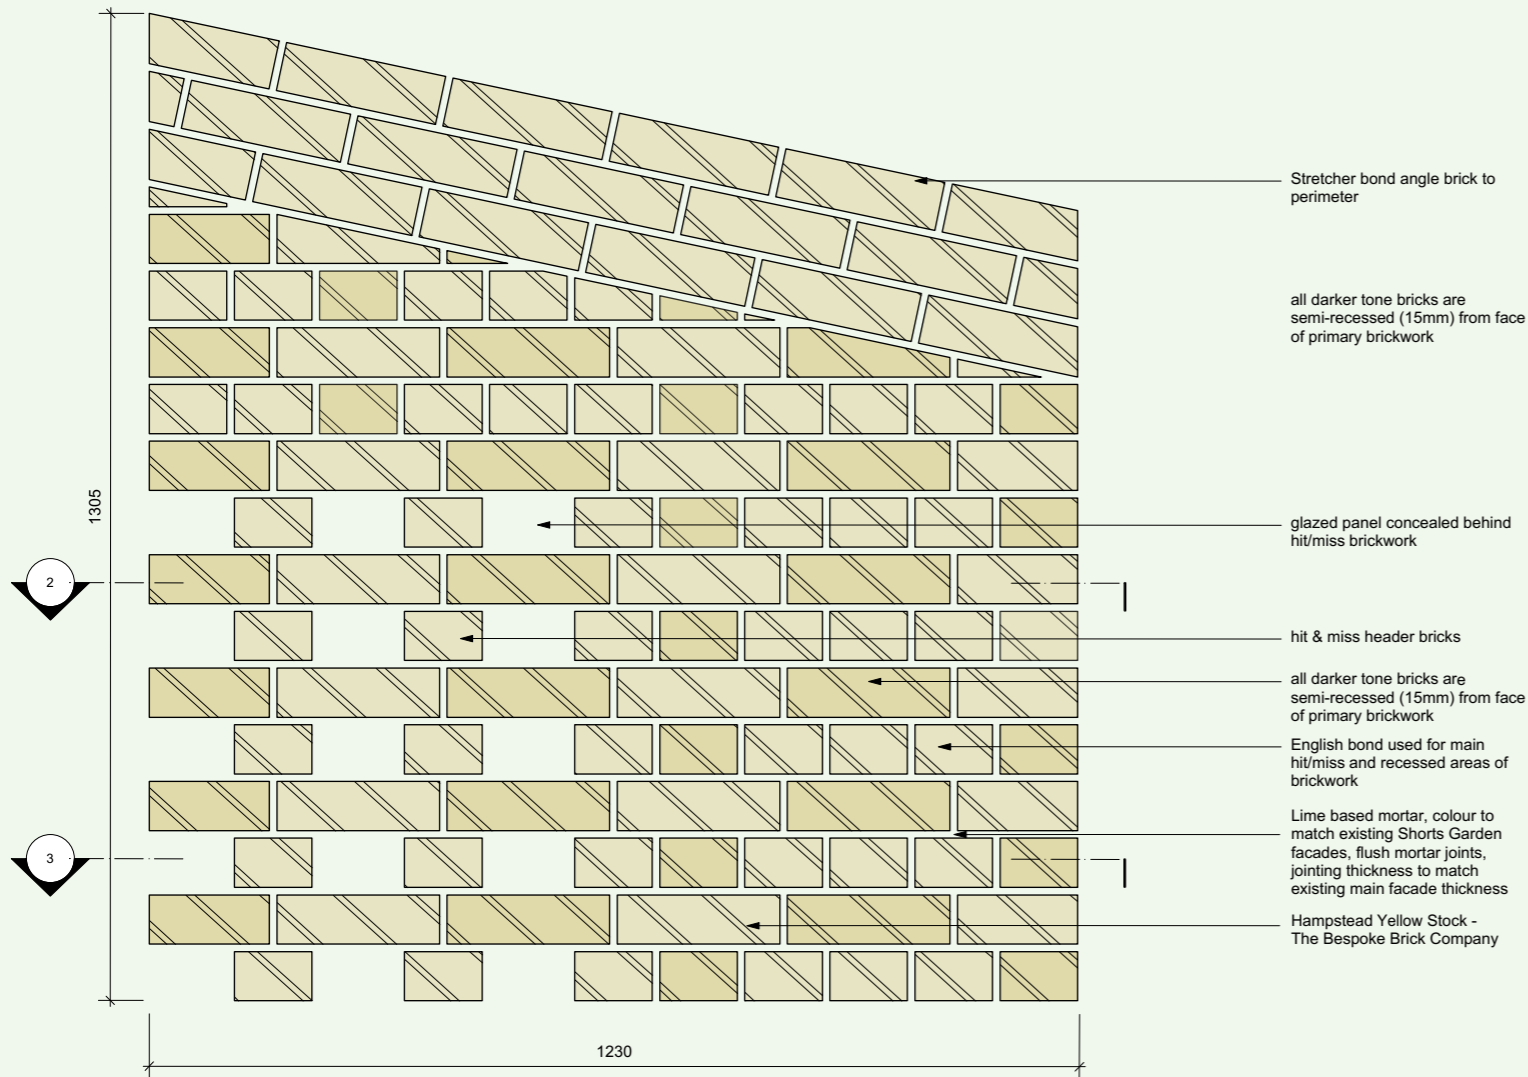 Stretcher bond angle brick to
perimeter
all darker tone bricks are
semi-recessed (15mm) from face
of primary brickwork
1305
glazed panel concealed behind
hit/miss brickwork
2
hit & miss header bricks
all darker tone bricks are
semi-recessed (15mm) from face
of primary brickwork
English bond used for main
hit/miss and recessed areas of
brickwork
Lime based mortar, colour to
match existing Shorts Garden
facades, flush mortar joints,
jointing thickness to match
existing main facade thickness
3
Hampstead Yellow Stock -
The Bespoke Brick Company
1230